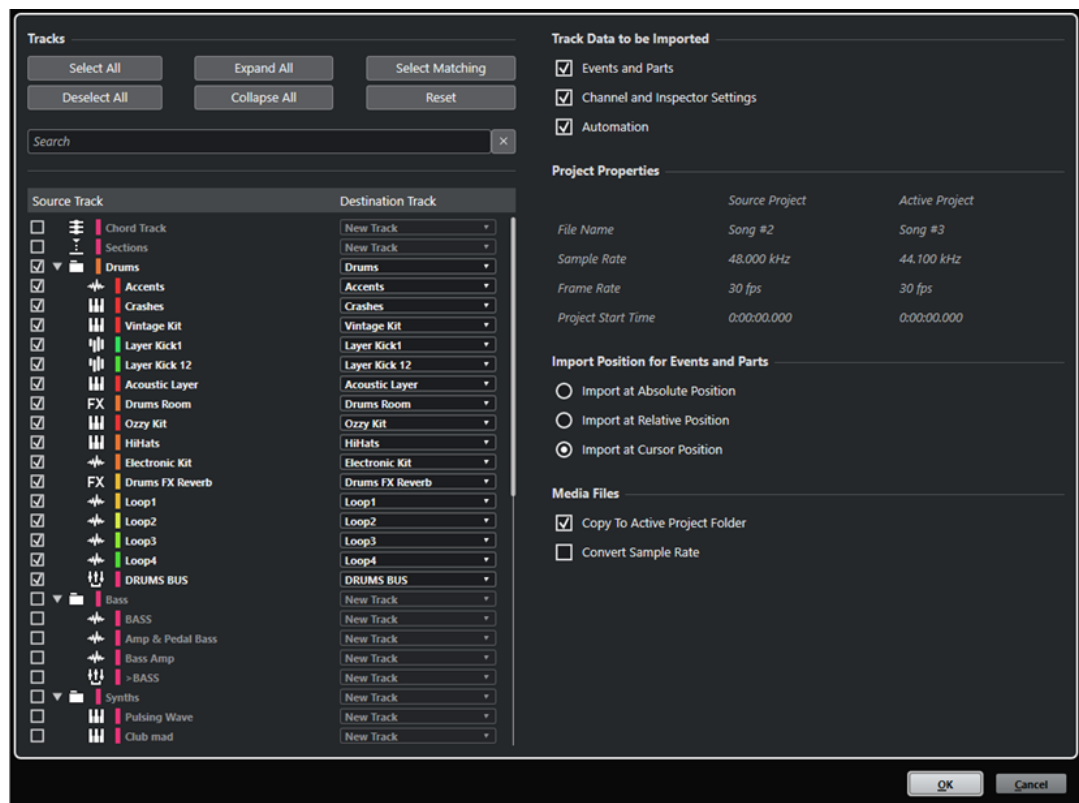 Tracks
Select All Expand All Select Matching
Deselect All Collapse All Reset
Search
Source Track Destination Track
Chord Track New Track
Sections New Track
Drums Drums
Accents Accents
Crashes Crashes
Vintage Kit Vintage Kit
Layer Kick1 Layer Kick1
Layer Kick 12 Layer Kick 12
Acoustic Layer Acoustic Layer
FX Drums Room Drums Room
Ozzy Kit Ozzy Kit
HiHats HiHats
Electronic Kit Electronic Kit
FX Drums FX Reverb Drums FX Reverb
Loop1 Loop1
Loop2 Loop2
Loop3 Loop3
Loop4 Loop4
DRUMS BUS DRUMS BUS
Bass New Track
BASS New Track
Amp & Pedal Bass New Track
Bass Amp New Track
>BASS New Track
Synths New Track
Pulsing Wave New Track
Club mad New Track
Track Data to be Imported
Events and Parts
Channel and Inspector Settings
Automation
Project Properties
Source Project Active Project
File Name Song #2 Song #3
Sample Rate 48.000 kHz 44.100 kHz
Frame Rate 30 fps 30 fps
Project Start Time 0:00:00.000 0:00:00.000
Import Position for Events and Parts
Import at Absolute Position
Import at Relative Position
Import at Cursor Position
Media Files
Copy To Active Project Folder
Convert Sample Rate
OK Cancel